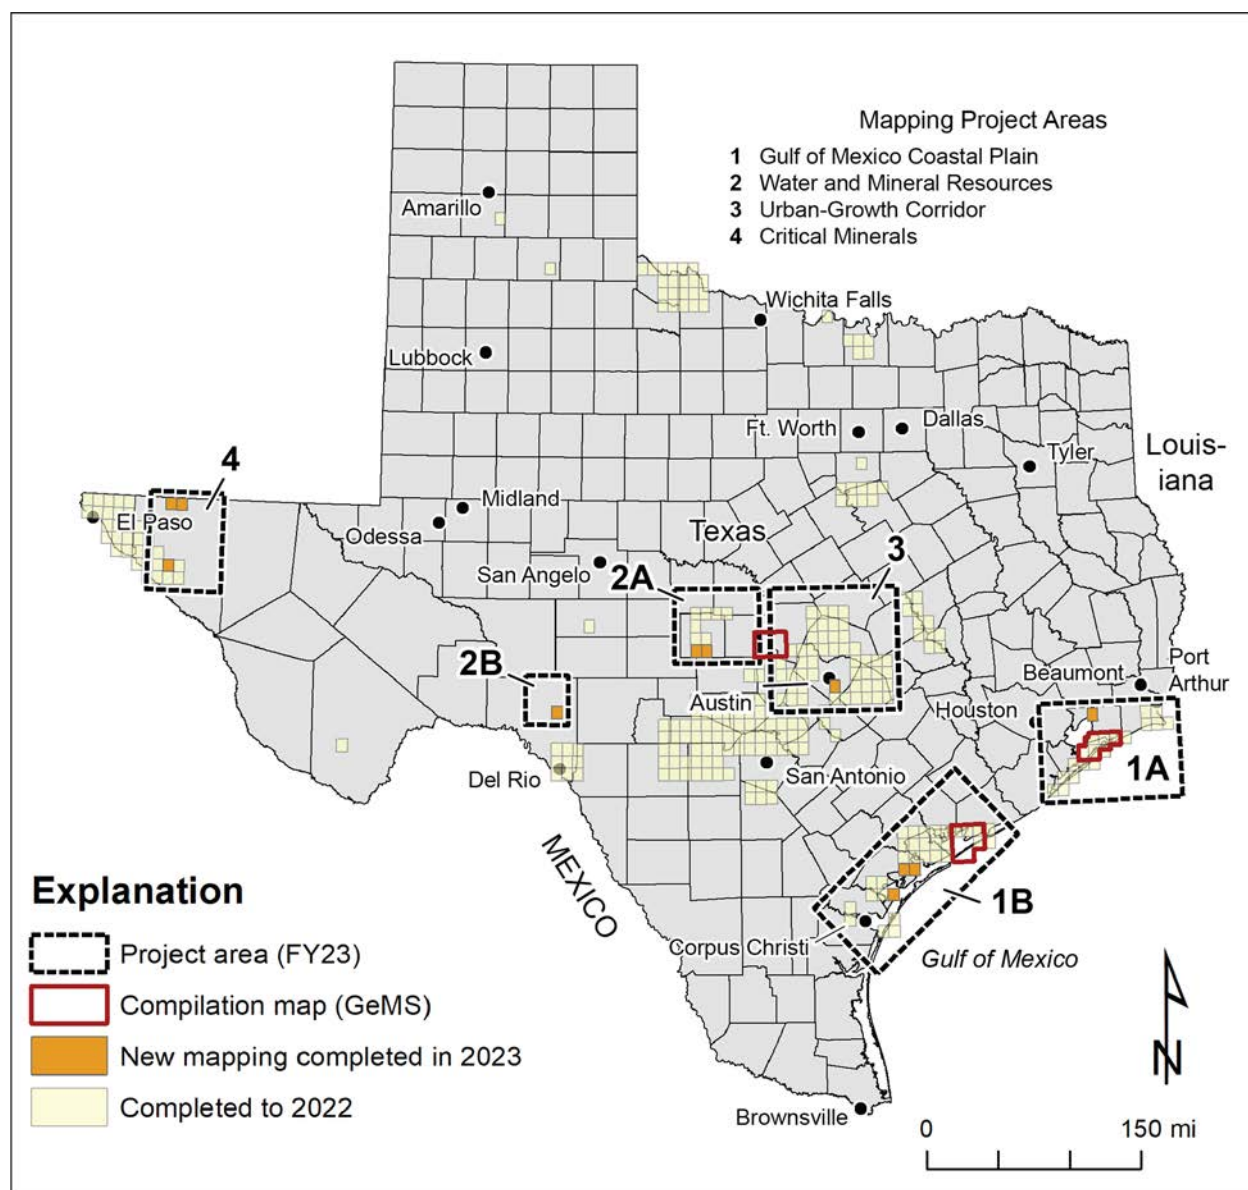 Mapping Project Areas
1 Gulf of Mexico Coastal Plain
2 Water and Mineral Resources
3 Urban-Growth Corridor
4 Critical Minerals
Amarillo
Wichita Falls
Lubbock
Ft. Worth
Dallas
Tyler
Louis-
iana
4
El Paso
Midland
Odessa
Texas
San Angelo
2A
3
2B
Austin
Beaumont
Port
Arthur
Houston
1A
Del Rio
San Antonio
MEXICO
1B
Corpus Christi
Gulf of Mexico
Brownsville
Explanation
Project area (FY23)
Compilation map (GeMS)
New mapping completed in 2023
Completed to 2022
N
0 150 mi